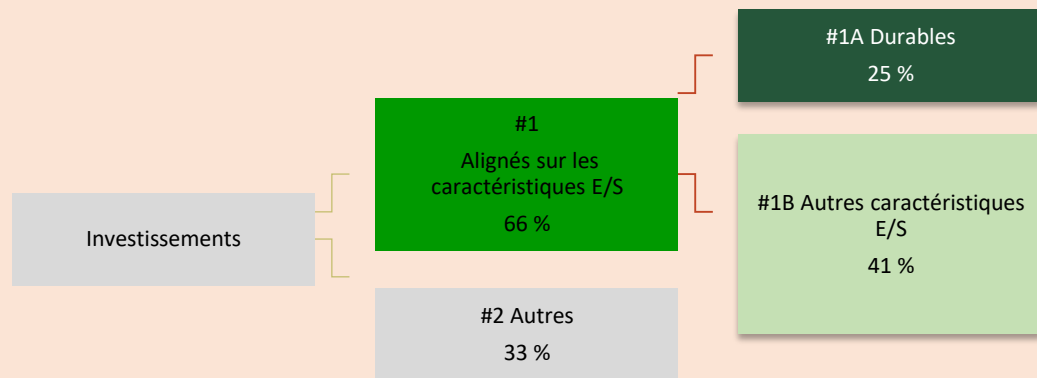 #1A Durables
25 %
#1
Alignés sur les
caractéristiques E/S
66 %
#1B Autres caractéristiques
E/S
41 %
Investissements
#2 Autres
33 %